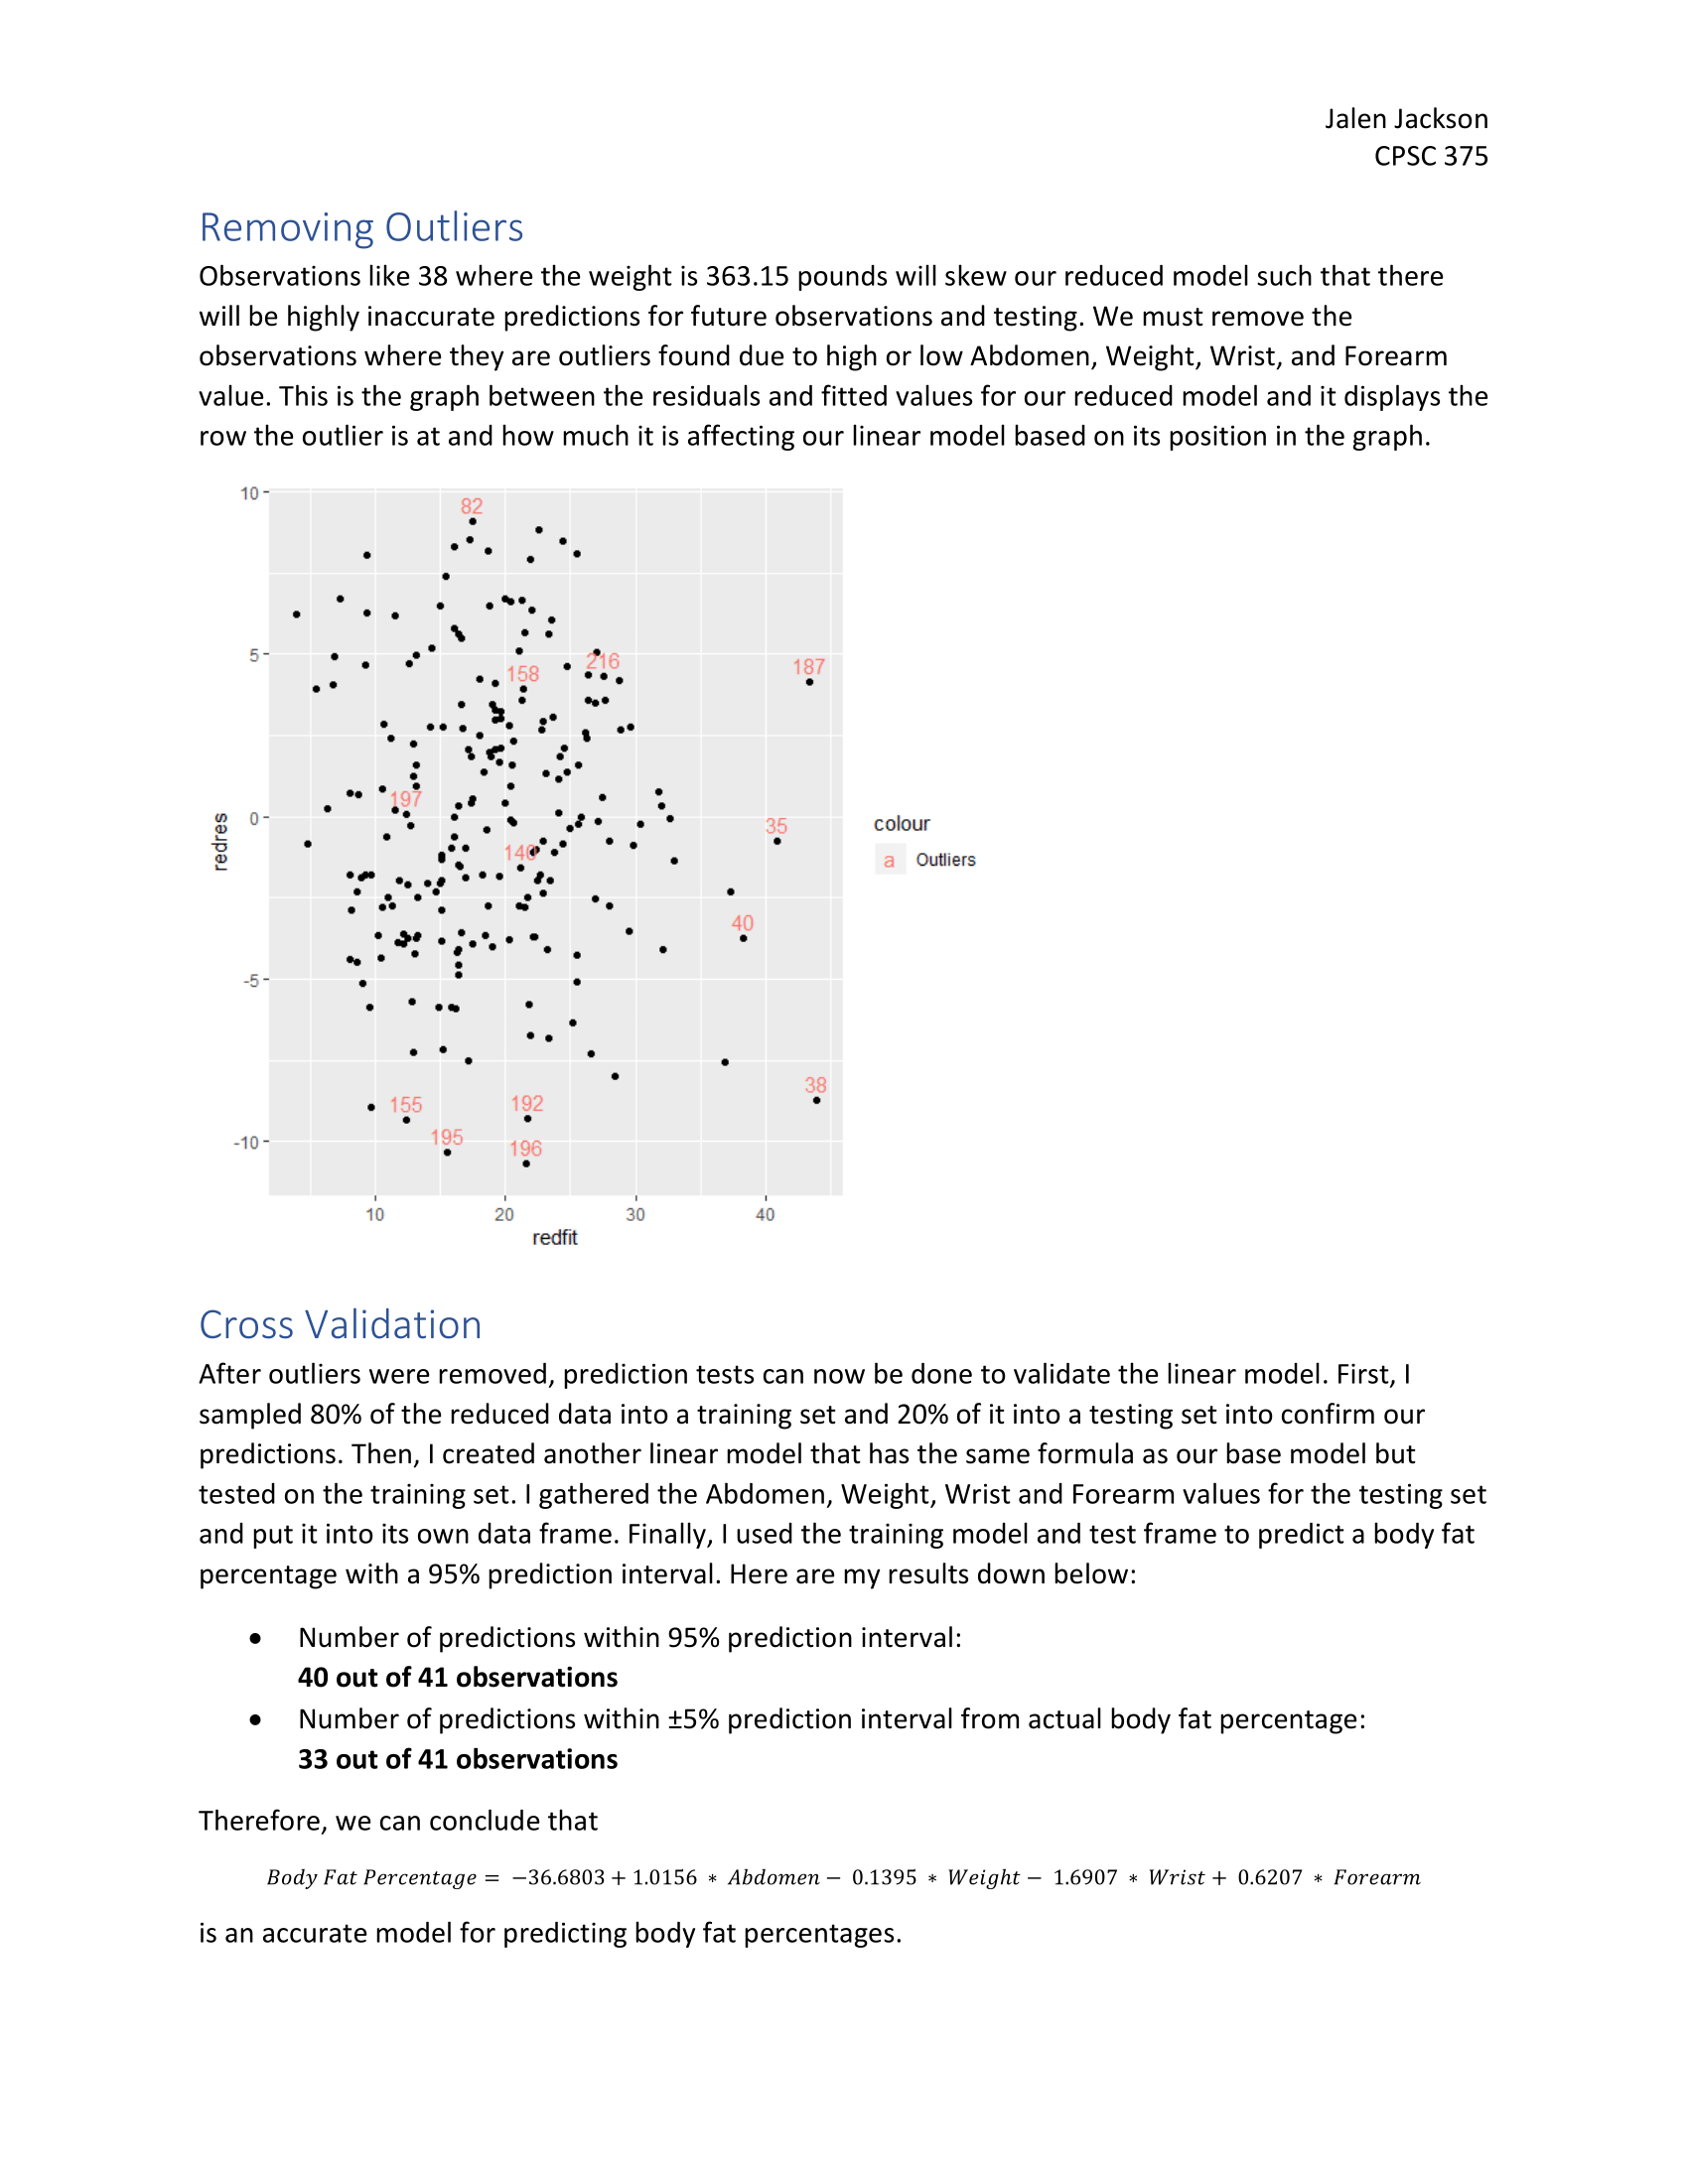 Jalen Jackson
CPSC 375
Removing Outliers
Observations like 38 where the weight is 363.15 pounds will skew our reduced model such that there
will be highly inaccurate predictions for future observations and testing. We must remove the
observations where they are outliers found due to high or low Abdomen, Weight, Wrist, and Forearm
value. This is the graph between the residuals and fitted values for our reduced model and it displays the
row the outlier is at and how much it is affecting our linear model based on its position in the graph.
10
82
5
158
216
187
197
0
redres
140
35
colour
a Outliers
40
-5
38
155
192
195
196
-10
10
20
30
40
redfit
Cross Validation
After outliers were removed, prediction tests can now be done to validate the linear model. First, I
sampled 80% of the reduced data into a training set and 20% of it into a testing set into confirm our
predictions. Then, I created another linear model that has the same formula as our base model but
tested on the training set. I gathered the Abdomen, Weight, Wrist and Forearm values for the testing set
and put it into its own data frame. Finally, I used the training model and test frame to predict a body fat
percentage with a 95% prediction interval. Here are my results down below:
• Number of predictions within 95% prediction interval:
40 out of 41 observations
• Number of predictions within ±5% prediction interval from actual body fat percentage:
33 out of 41 observations
Therefore, we can conclude that
Body Fat Percentage = −36.6803 + 1.0156 * Abdomen − 0.1395 * Weight − 1.6907 * Wrist + 0.6207 * Forearm
is an accurate model for predicting body fat percentages.